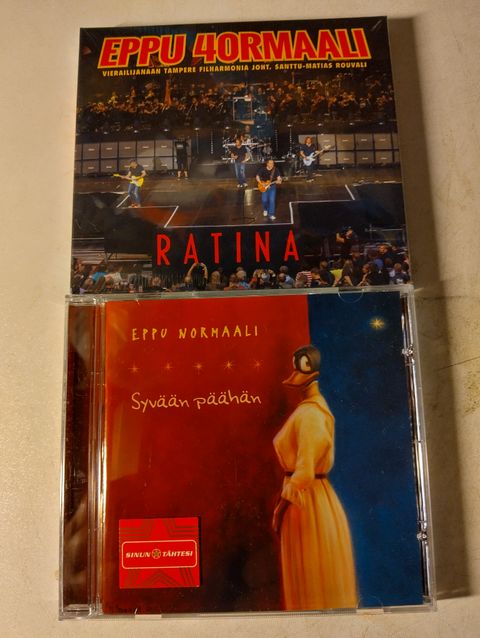 EPPU 4ORMAALI
VIERAILIJANAAN TAMPERE FILHARMONIA JOHT. SANTTU-MATIAS ROUVALI
RATINA
EPPU NORMAALI
Syvään päähän
SINUN TÄHTESI